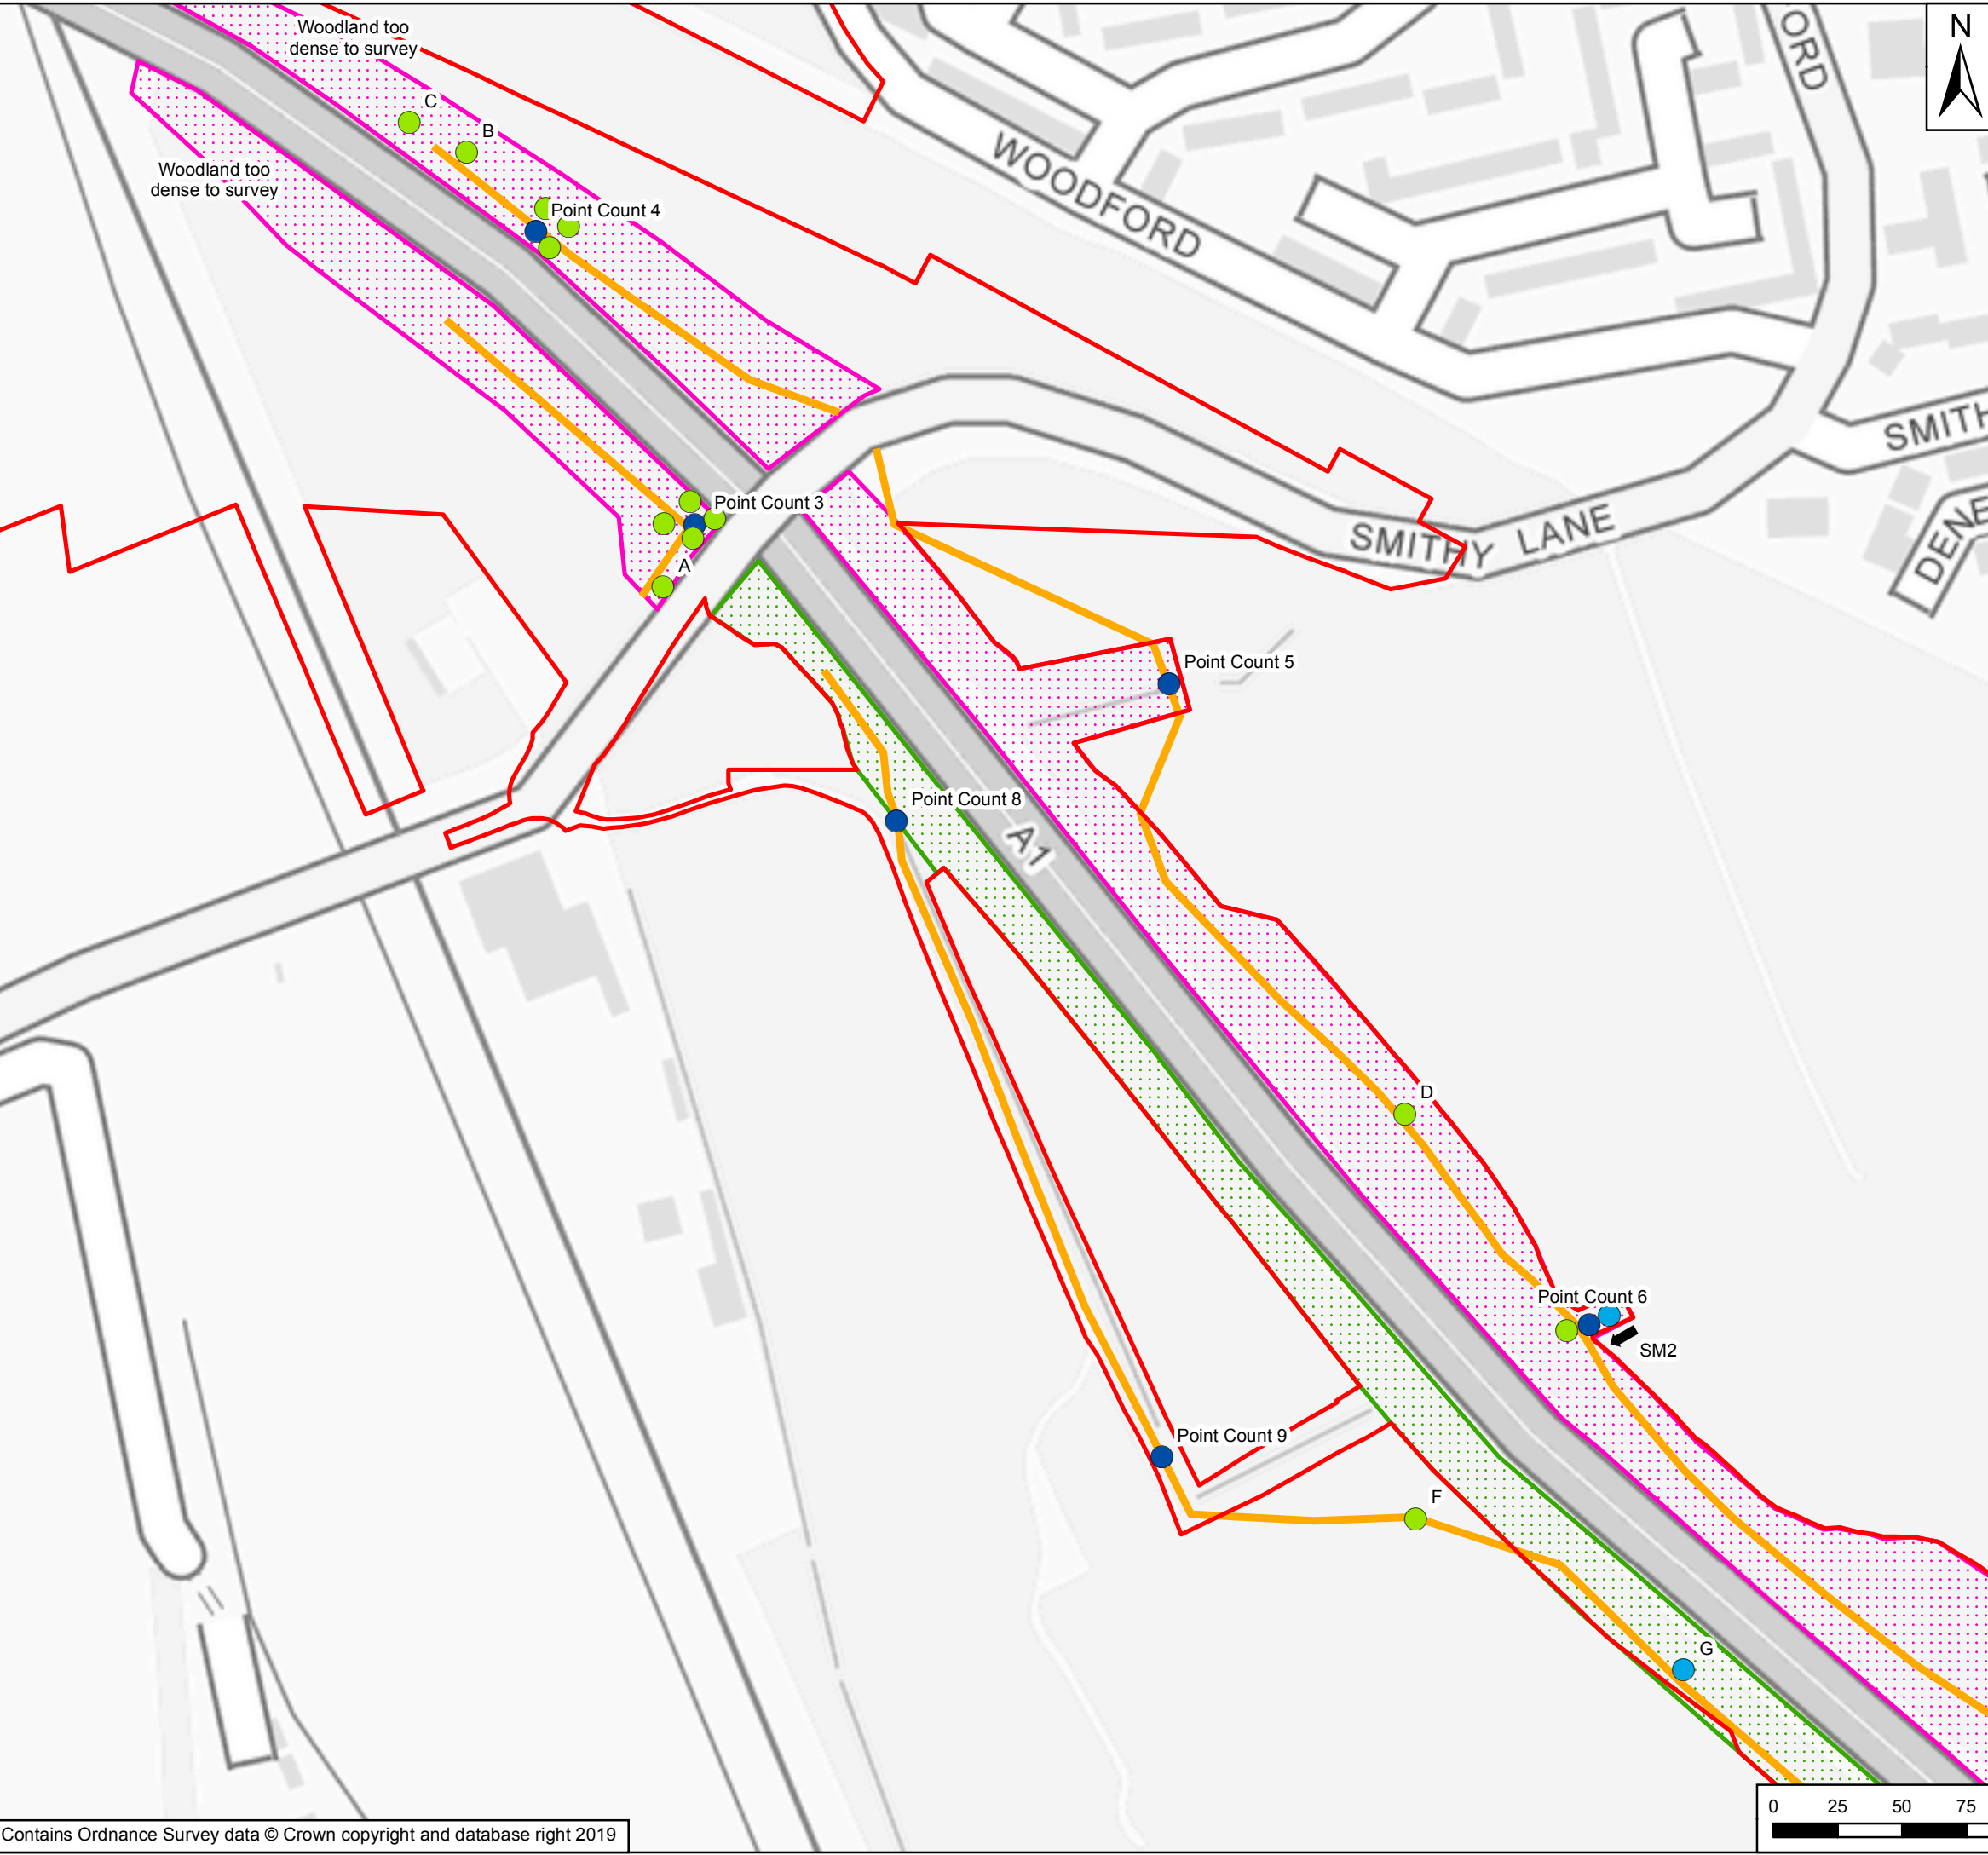 Woodland too
dense to survey
N
ORD
C
B
WOODFORD
Woodland too
dense to survey
Point Count 4
SMITH
Point Count 3
SMITHY LANE
DENE
A
Point Count 5
Point Count 8
A1
D
Point Count 6
SM2
Point Count 9
F
G
0 25 50 75
Contains Ordnance Survey data © Crown copyright and database right 2019